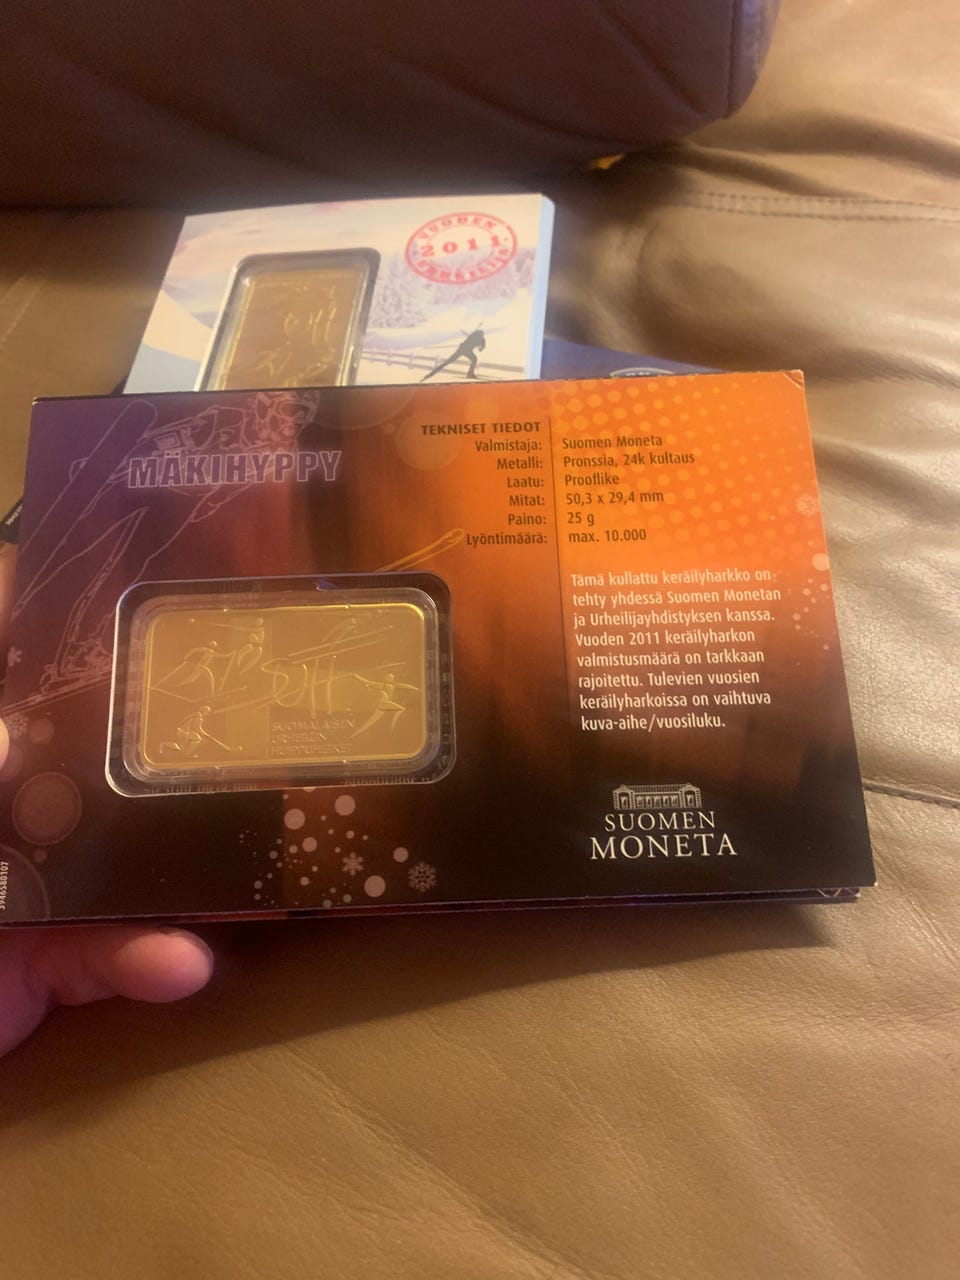 VUODEN
2011
URHEILIJA
MÄKIHYPPY
TEKNISET TIEDOT
Valmistaja: Suomen Moneta
Metalli: Pronssia, 24k kultaus
Laatu: Prooflike
Mitat: 50,3 x 29,4 mm
Paino: 25 g
Lyöntimäärä: max. 10.000
Tämä kullattu keräilyharkko on
tehty yhdessä Suomen Monetan
ja Urheilijayhdistyksen kanssa.
Vuoden 2011 keräilyharkon
valmistusmäärä on tarkkaan
rajoitettu. Tulevien vuosien
keräilyharkoissa on vaihtuva
kuva-aihe/vuosiluku.
SUOMALAISEN
URHEILUN
HUIPPUHETKET
SUOMEN
MONETA
3946580107